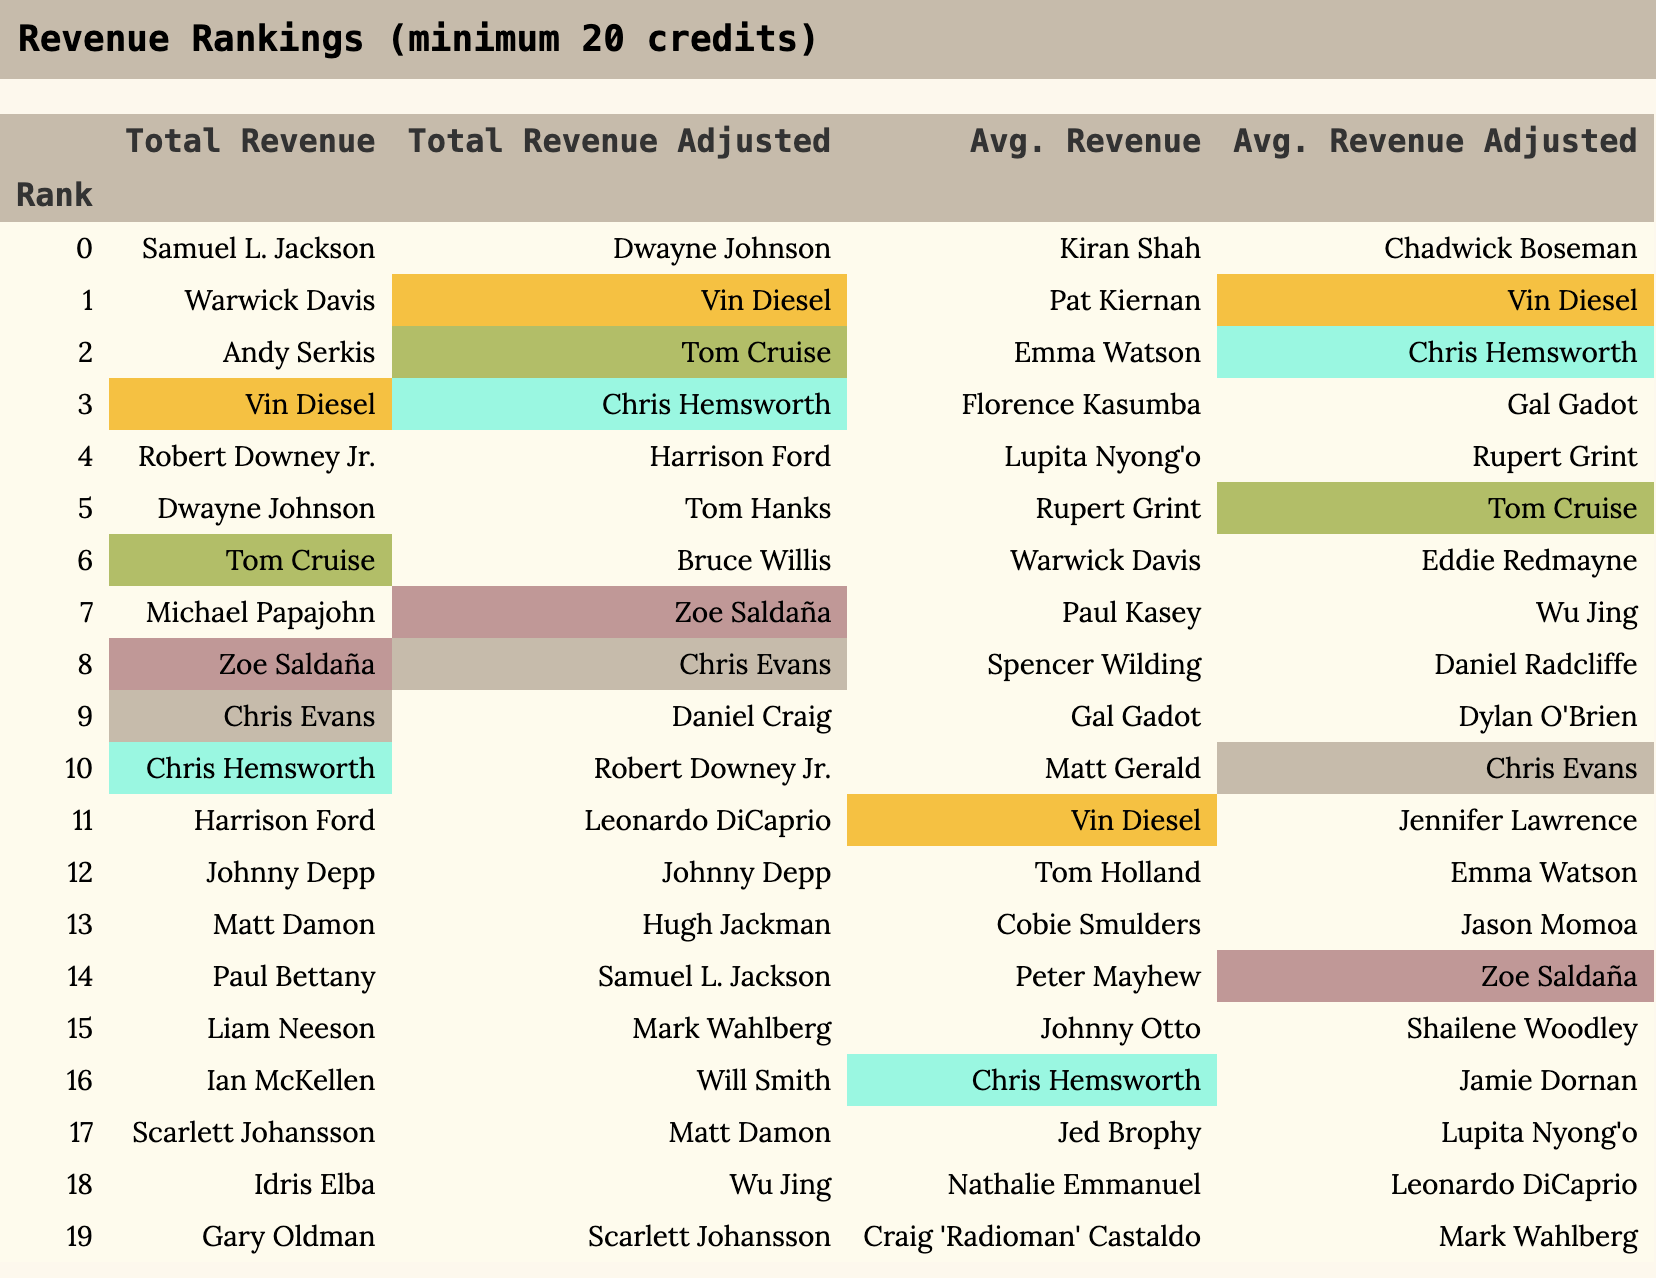 Revenue Rankings (minimum 20 credits)
Total Revenue Total Revenue Adjusted Avg. Revenue Avg. Revenue Adjusted
Rank
0 Samuel L. Jackson Dwayne Johnson Kiran Shah Chadwick Boseman
1 Warwick Davis Vin Diesel Pat Kiernan Vin Diesel
2 Andy Serkis Tom Cruise Emma Watson Chris Hemsworth
3 Vin Diesel Chris Hemsworth Florence Kasumba Gal Gadot
4 Robert Downey Jr. Harrison Ford Lupita Nyong'o Rupert Grint
5 Dwayne Johnson Tom Hanks Rupert Grint Tom Cruise
6 Tom Cruise Bruce Willis Warwick Davis Eddie Redmayne
7 Michael Papajohn Zoe Saldaña Paul Kasey Wu Jing
8 Zoe Saldaña Chris Evans Spencer Wilding Daniel Radcliffe
9 Chris Evans Daniel Craig Gal Gadot Dylan O'Brien
10 Chris Hemsworth Robert Downey Jr. Matt Gerald Chris Evans
11 Harrison Ford Leonardo DiCaprio Vin Diesel Jennifer Lawrence
12 Johnny Depp Johnny Depp Tom Holland Emma Watson
13 Matt Damon Hugh Jackman Cobie Smulders Jason Momoa
14 Paul Bettany Samuel L. Jackson Peter Mayhew Zoe Saldaña
15 Liam Neeson Mark Wahlberg Johnny Otto Shailene Woodley
16 Ian McKellen Will Smith Chris Hemsworth Jamie Dornan
17 Scarlett Johansson Matt Damon Jed Brophy Lupita Nyong'o
18 Idris Elba Wu Jing Nathalie Emmanuel Leonardo DiCaprio
19 Gary Oldman Scarlett Johansson Craig 'Radioman' Castaldo Mark Wahlberg